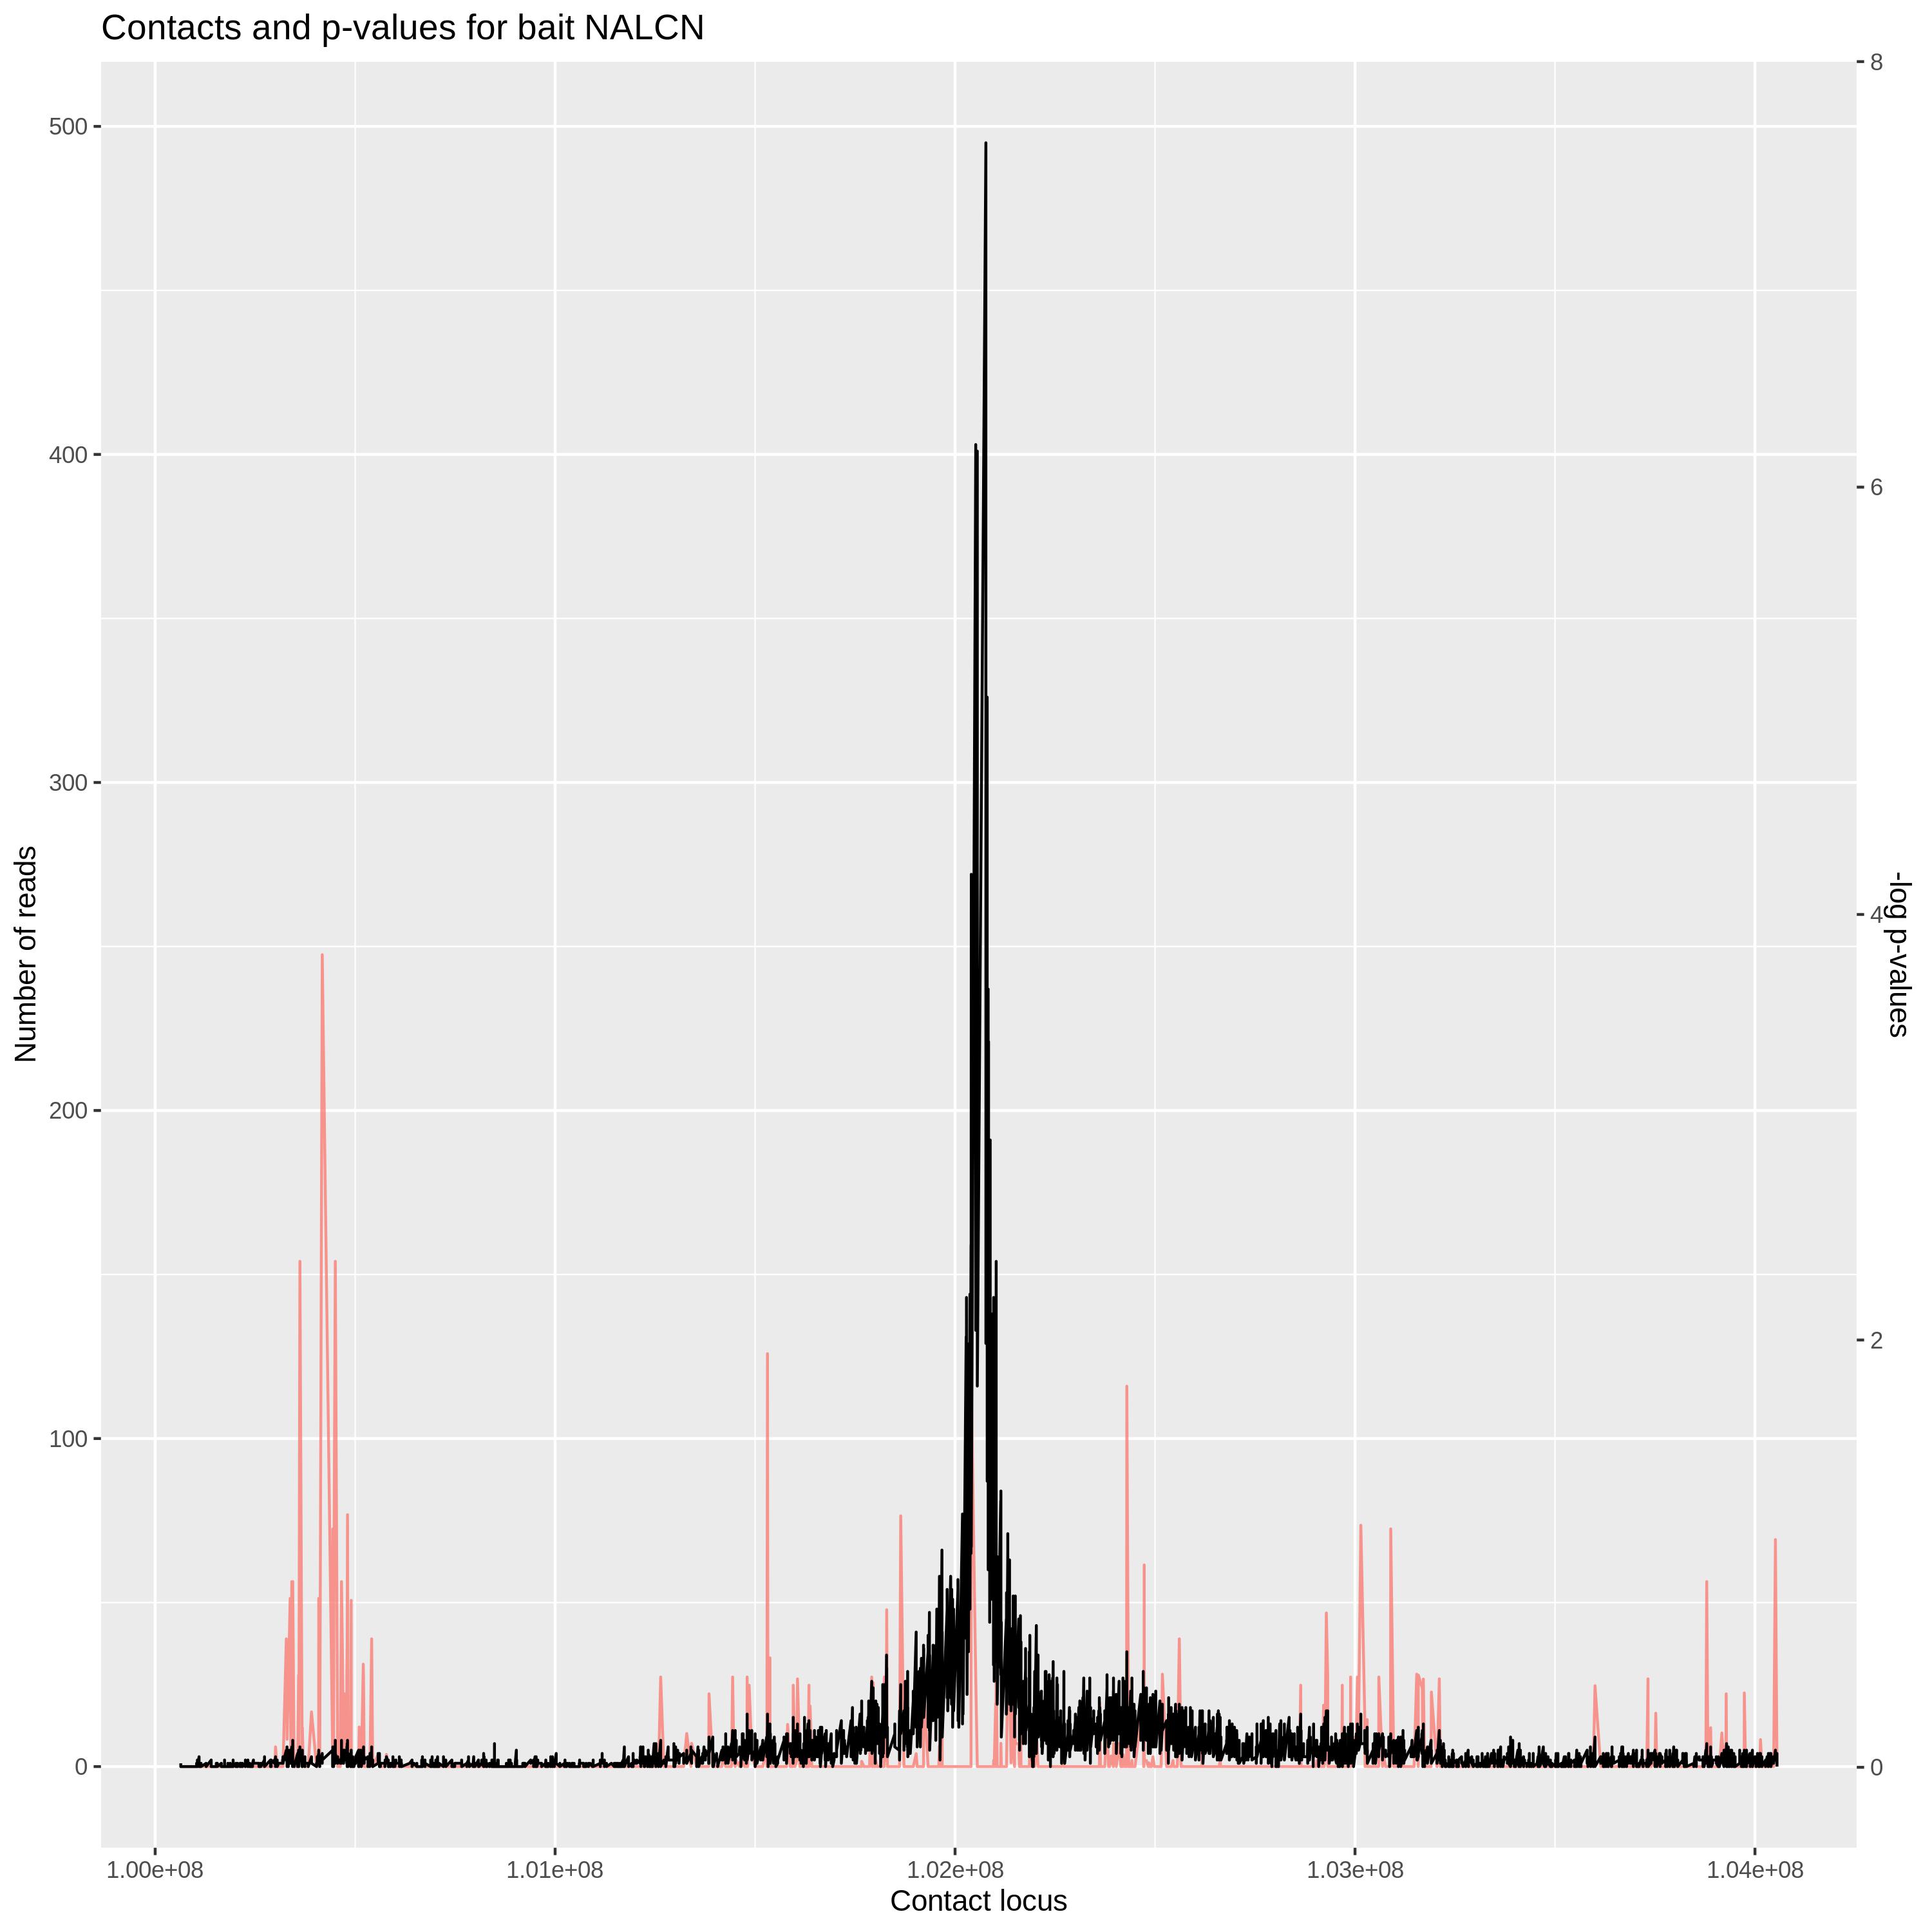 Contacts and p-values for bait NALCN
8
500
6
400
300
4
200
2
100
0
0
Number of reads
-log p-values
1.00e+08 1.01e+08 1.02e+08 1.03e+08 1.04e+08
Contact locus